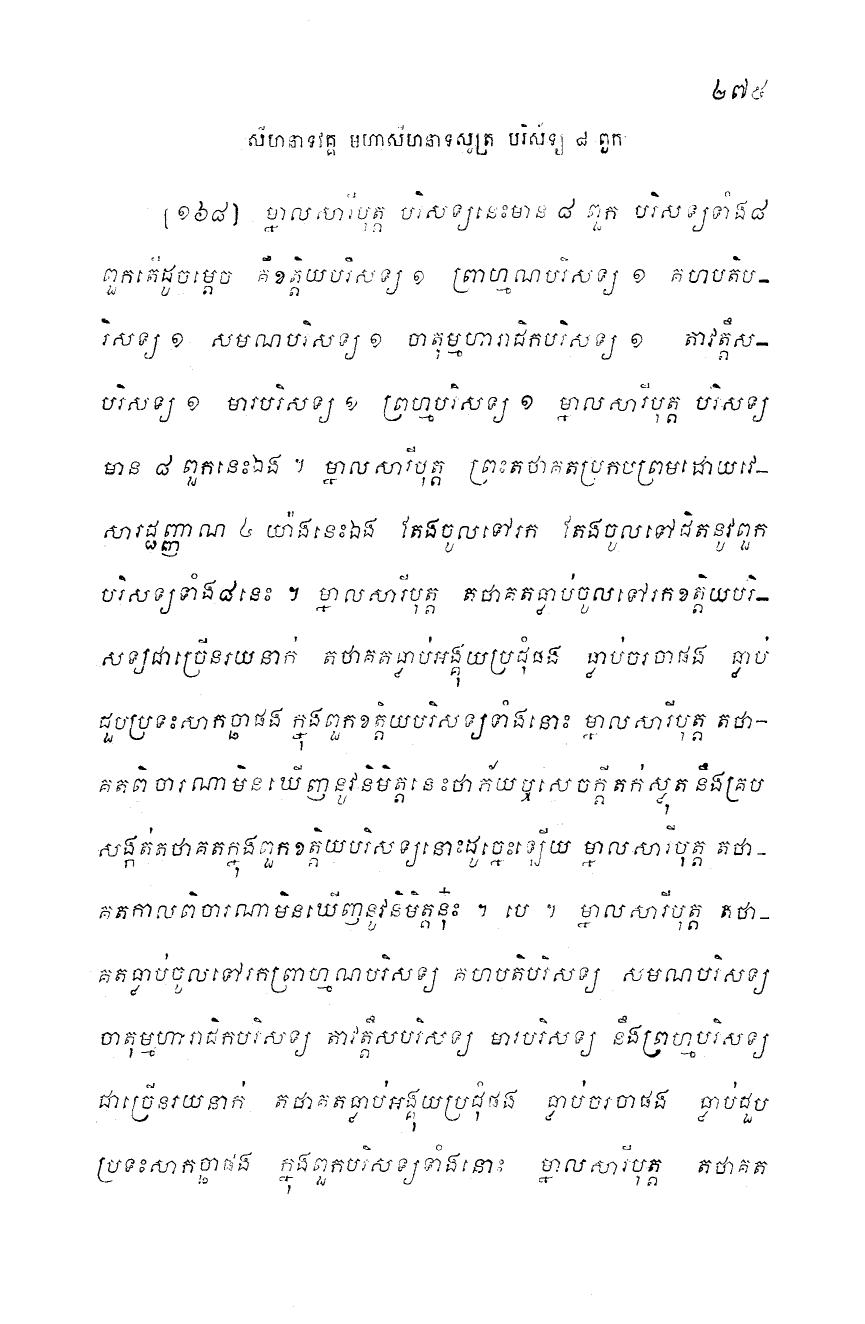 ២៧៥
សីហនាទវគ្គ មហាសីហនាទសូត្រ បរិស័ទ្យ ៨ ពួក
[១៦៨] ម្នាលសារីបុត្ត បរិសទ្យនេះមាន ៨ ពួក បរិសទ្យទាំង៨
ពួកតើដូចម្តេច គឺខត្តិយបរិសទ្យ ១ ព្រាហ្មណបរិសទ្យ ១ គហបតិប-
រិសទ្យ ១ សមណបរិសទ្យ ១ ចាតុម្មហារាជិកបរិសទ្យ ១ តាវត្តឹស-
បរិសទ្យ ១ មារបរិសទ្យ ១ ព្រហ្មបរិសទ្យ ១ ម្នាលសារីបុត្ត បរិសទ្យ
មាន ៨ ពួកនេះឯង ។ ម្នាលសារីបុត្ត ព្រះតថាគតប្រកបព្រមដោយវេ-
សារជ្ជញ្ញាណ ៤ យ៉ាងនេះឯង តែងចូលទៅរក តែងចូលទៅជិតនូវពួក
បរិសទ្យទាំង៨នេះ ។ ម្នាលសារីបុត្ត តថាគតធ្លាប់ចូលទៅរកខត្តិយបរិ-
សទ្យជាច្រើនរយនាក់ តថាគតធ្លាប់អង្គុយប្រជុំផង ធ្លាប់ចរចាផង ធ្លាប់
ជួបប្រទះសាកច្ឆាផង ក្នុងពួកខត្តិយបរិសទ្យទាំងនោះ ម្នាលសារីបុត្ត តថា-
គតពិចារណាមិនឃើញនូវនិមិត្តនេះថា ភ័យឬសេចក្តីតក់ស្លុត នឹងគ្រប
សង្កត់តថាគតក្នុងពួកខត្តិយបរិសទ្យនោះដូច្នេះឡើយ ម្នាលសារីបុត្ត តថា-
គតកាលពិចារណាមិនឃើញនូវនិមិត្តនុ៎ះ ។ បេ ។ ម្នាលសារីបុត្ត តថា-
គតធ្លាប់ចូលទៅរកព្រាហ្មណបរិសទ្យ គហបតិបរិសទ្យ សមណបរិសទ្យ
ចាតុម្មហារាជិកបរិសទ្យ តាវត្តឹសបរិសទ្យ មារបរិសទ្យ នឹងព្រហ្មបរិសទ្យ
ជាច្រើនរយនាក់ តថាគតធ្លាប់អង្គុយប្រជុំផង ធ្លាប់ចរចាផង ធ្លាប់ជួប
ប្រទះសាកច្ឆាផង ក្នុងពួកបរិសទ្យទាំងនោះ ម្នាលសារីបុត្ត តថាគត